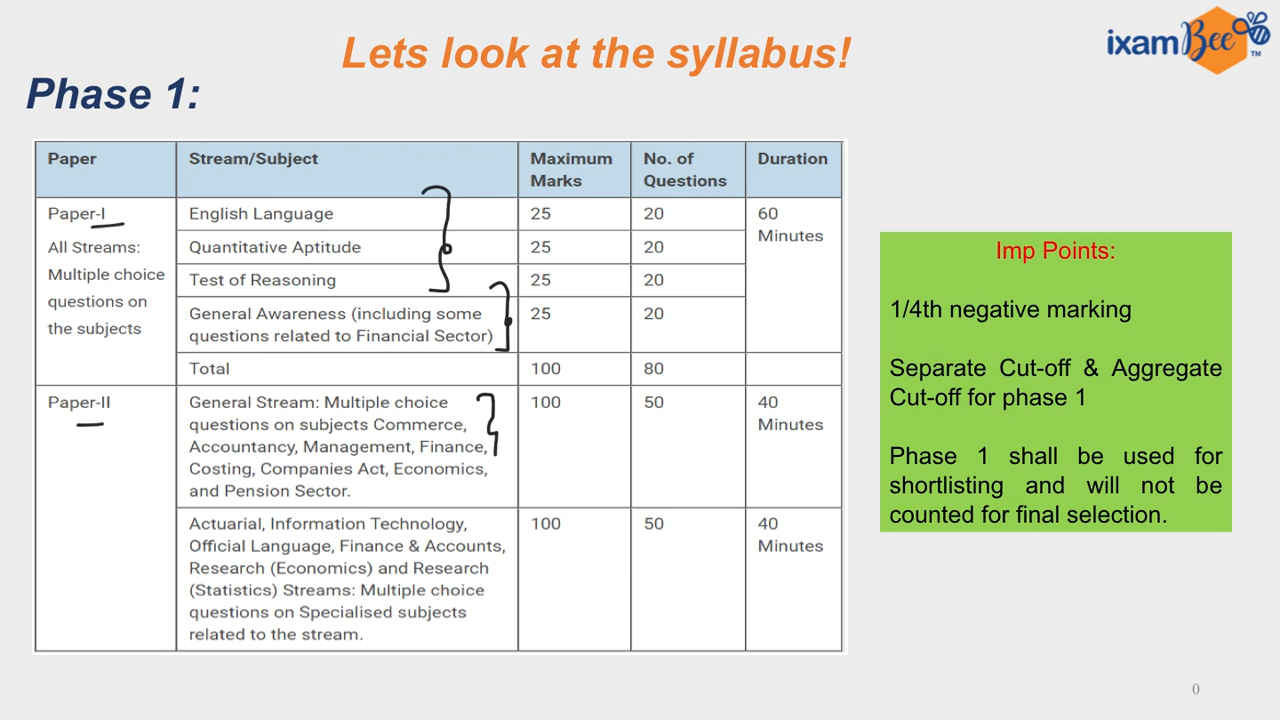 Lets look at the syllabus!
ixamBee
TM
Phase 1:
Paper
Stream/Subject
Maximum
Marks
No. of
Questions
Duration
Paper-I
All Streams:
Multiple choice
questions on
the subjects
English Language
25
20
60
Minutes
Quantitative Aptitude
25
20
Test of Reasoning
25
20
General Awareness (including some
questions related to Financial Sector)
25
20
Total
100
80
Paper-II
General Stream: Multiple choice
questions on subjects Commerce,
Accountancy, Management, Finance,
Costing, Companies Act, Economics,
and Pension Sector.
100
50
40
Minutes
Actuarial, Information Technology,
Official Language, Finance & Accounts,
Research (Economics) and Research
(Statistics) Streams: Multiple choice
questions on Specialised subjects
related to the stream.
100
50
40
Minutes
Imp Points:
1/4th negative marking
Separate Cut-off & Aggregate
Cut-off for phase 1
Phase 1 shall be used for
shortlisting and will not be
counted for final selection.
0